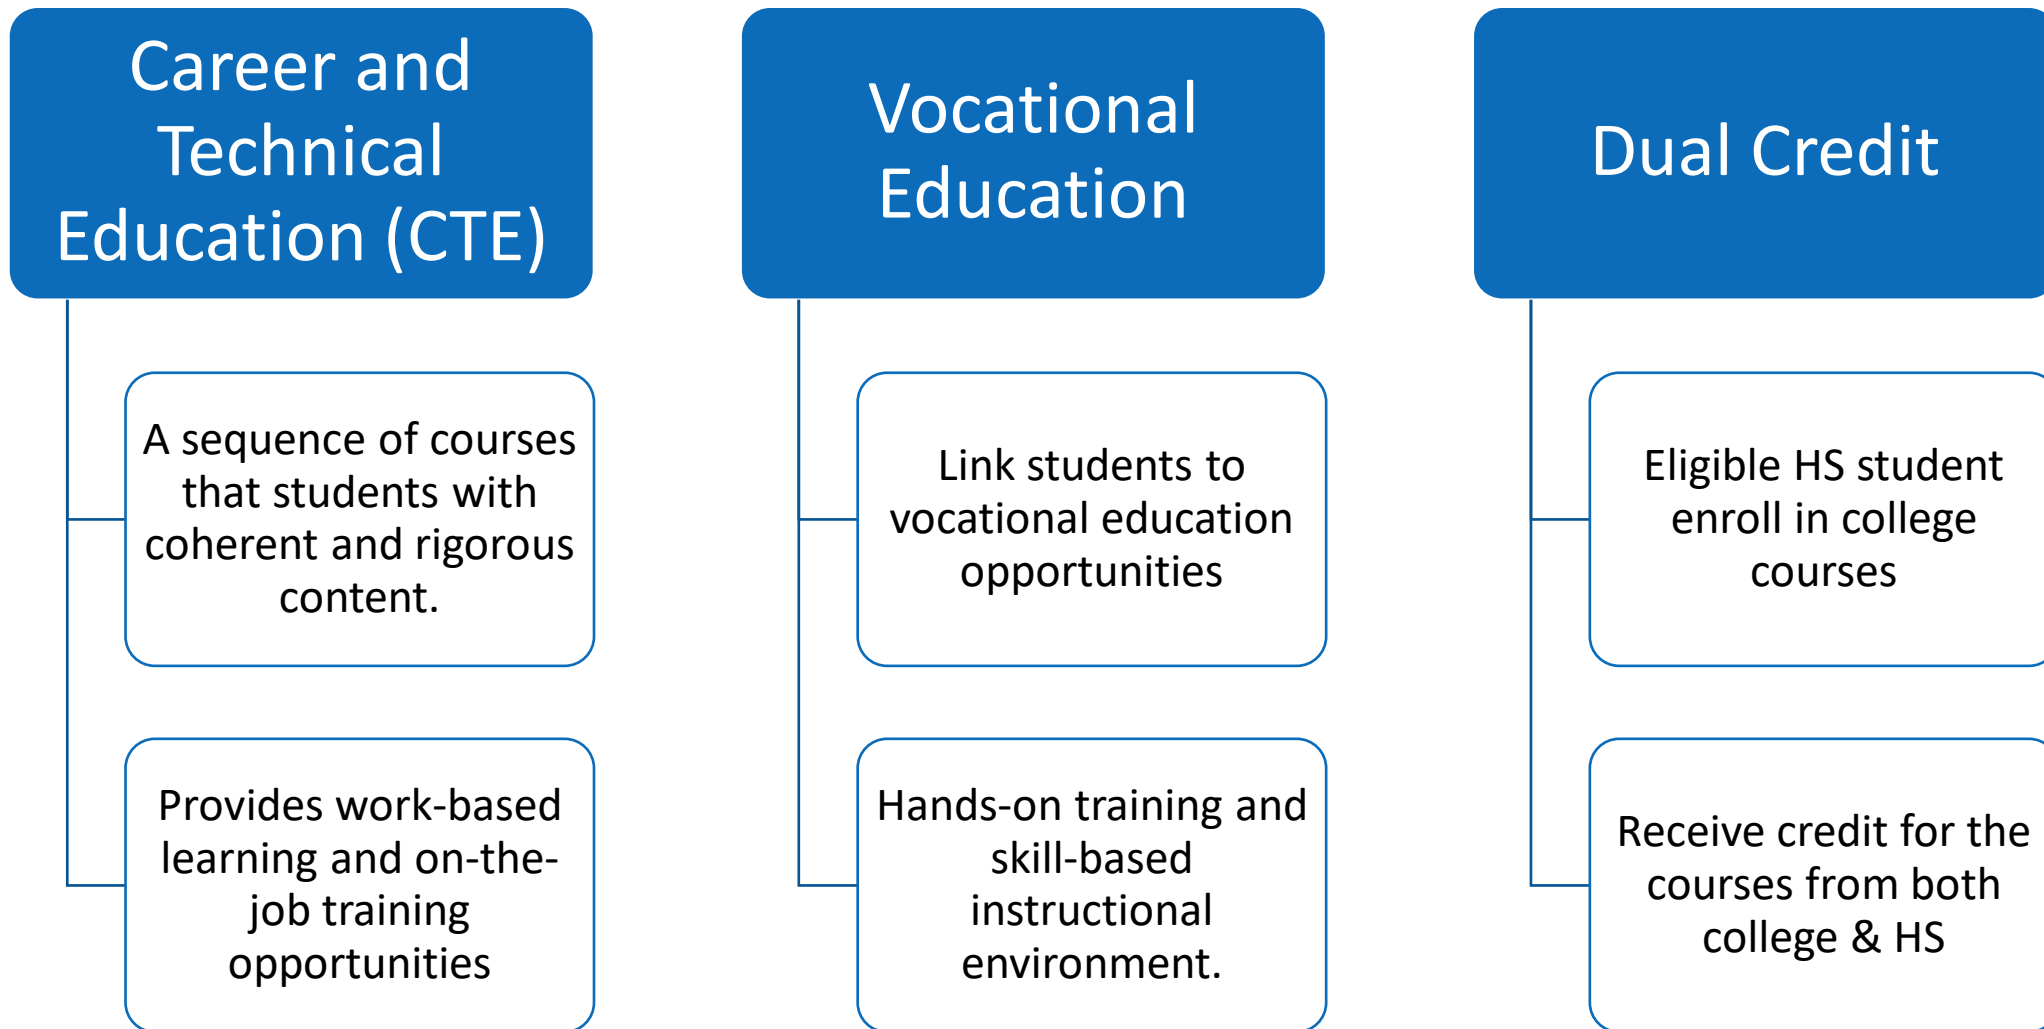 Career and
Technical
Education (CTE)
A sequence of courses
that students with
coherent and rigorous
content.
Provides work-based
learning and on-the-
job training
opportunities
Vocational
Education
Link students to
vocational education
opportunities
Hands-on training and
skill-based
instructional
environment.
Dual Credit
Eligible HS student
enroll in college
courses
Receive credit for the
courses from both
college & HS